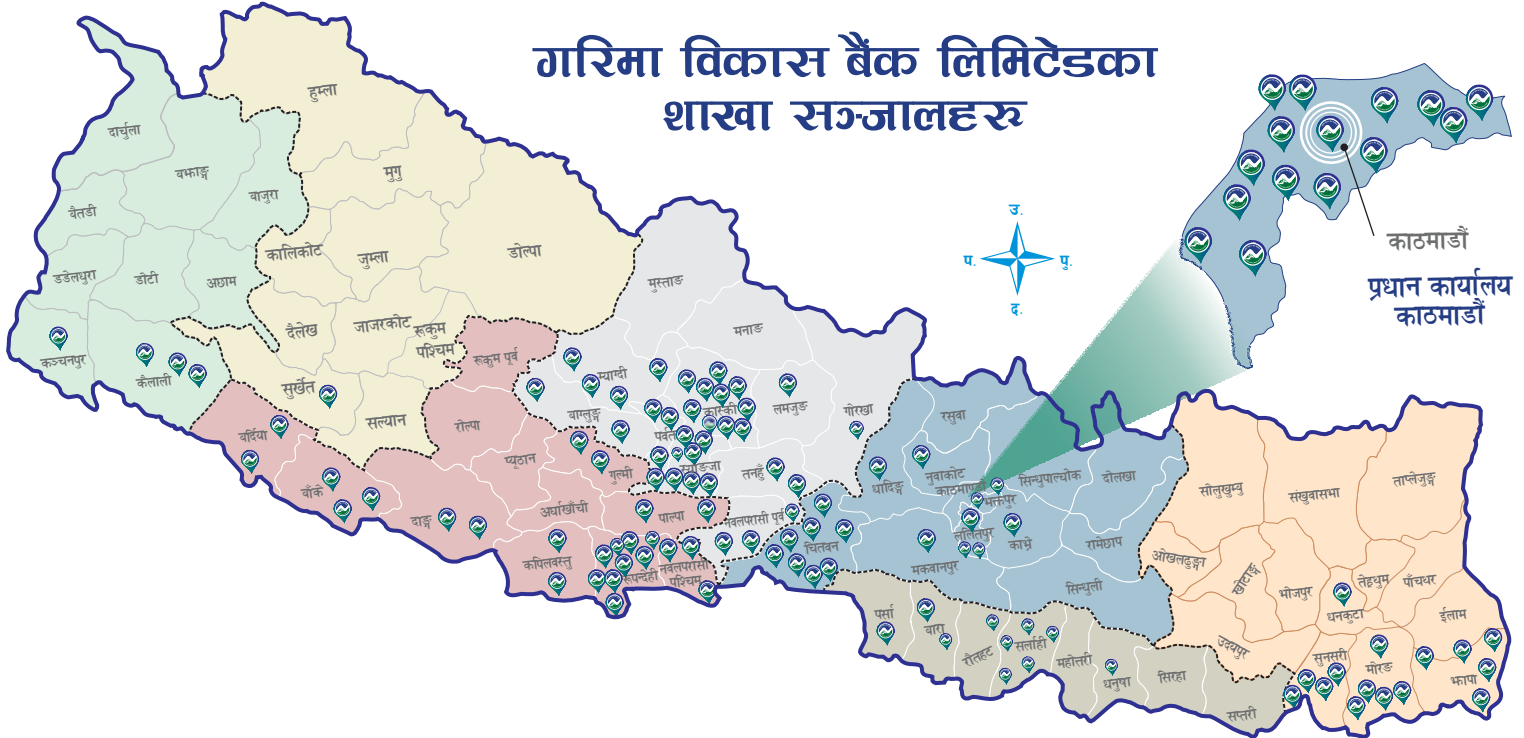 गरिमा विकास बैंक लिमिटेडका
शाखा सञ्जालहरु
उ.
प.
पु.
द.
काठमाडौं
प्रधान कार्यालय
काठमाडौं
हुम्ला
दार्चुला
बझाङ्ग
मुगु
बाजुरा
बैतडी
कालिकोट
जुम्ला
डोल्पा
डडेलधुरा
डोटी
अछाम
मुस्ताङ
दैलेख
जाजरकोट
रूकुम
पश्चिम
मनाङ
कञ्चनपुर
कैलाली
सुर्खेत
सल्यान
रूकुम पूर्व
म्याग्दी
बाग्लुङ्ग
कास्की
लमजुङ
गोरखा
रसुवा
पर्वत
स्याङ्जा
तनहुँ
बर्दिया
बाँके
रोल्पा
प्यूठान
गुल्मी
दाङ्ग
अर्घाखाँची
पाल्पा
कपिलवस्तु
रूपन्देही
नवलपरासी
पश्चिम
नवलपरासी पूर्व
चितवन
धादिङ्ग
नुवाकोट
काठमाण्डौ
सिन्धुपाल्चोक
दोलखा
भक्तपुर
ललितपुर
काभ्रे
रामेछाप
मकवानपुर
सिन्धुली
पर्सा
बारा
रौतहट
सर्लाही
महोत्तरी
धनुषा
सिरहा
सप्तरी
सोलुखुम्बु
संखुवासभा
ताप्लेजुङ्ग
ओखलढुङ्गा
खोटाङ्ग
भोजपुर
तेह्रथुम
पाँचथर
धनकुटा
ईलाम
उदयपुर
सुनसरी
मोरङ
झापा